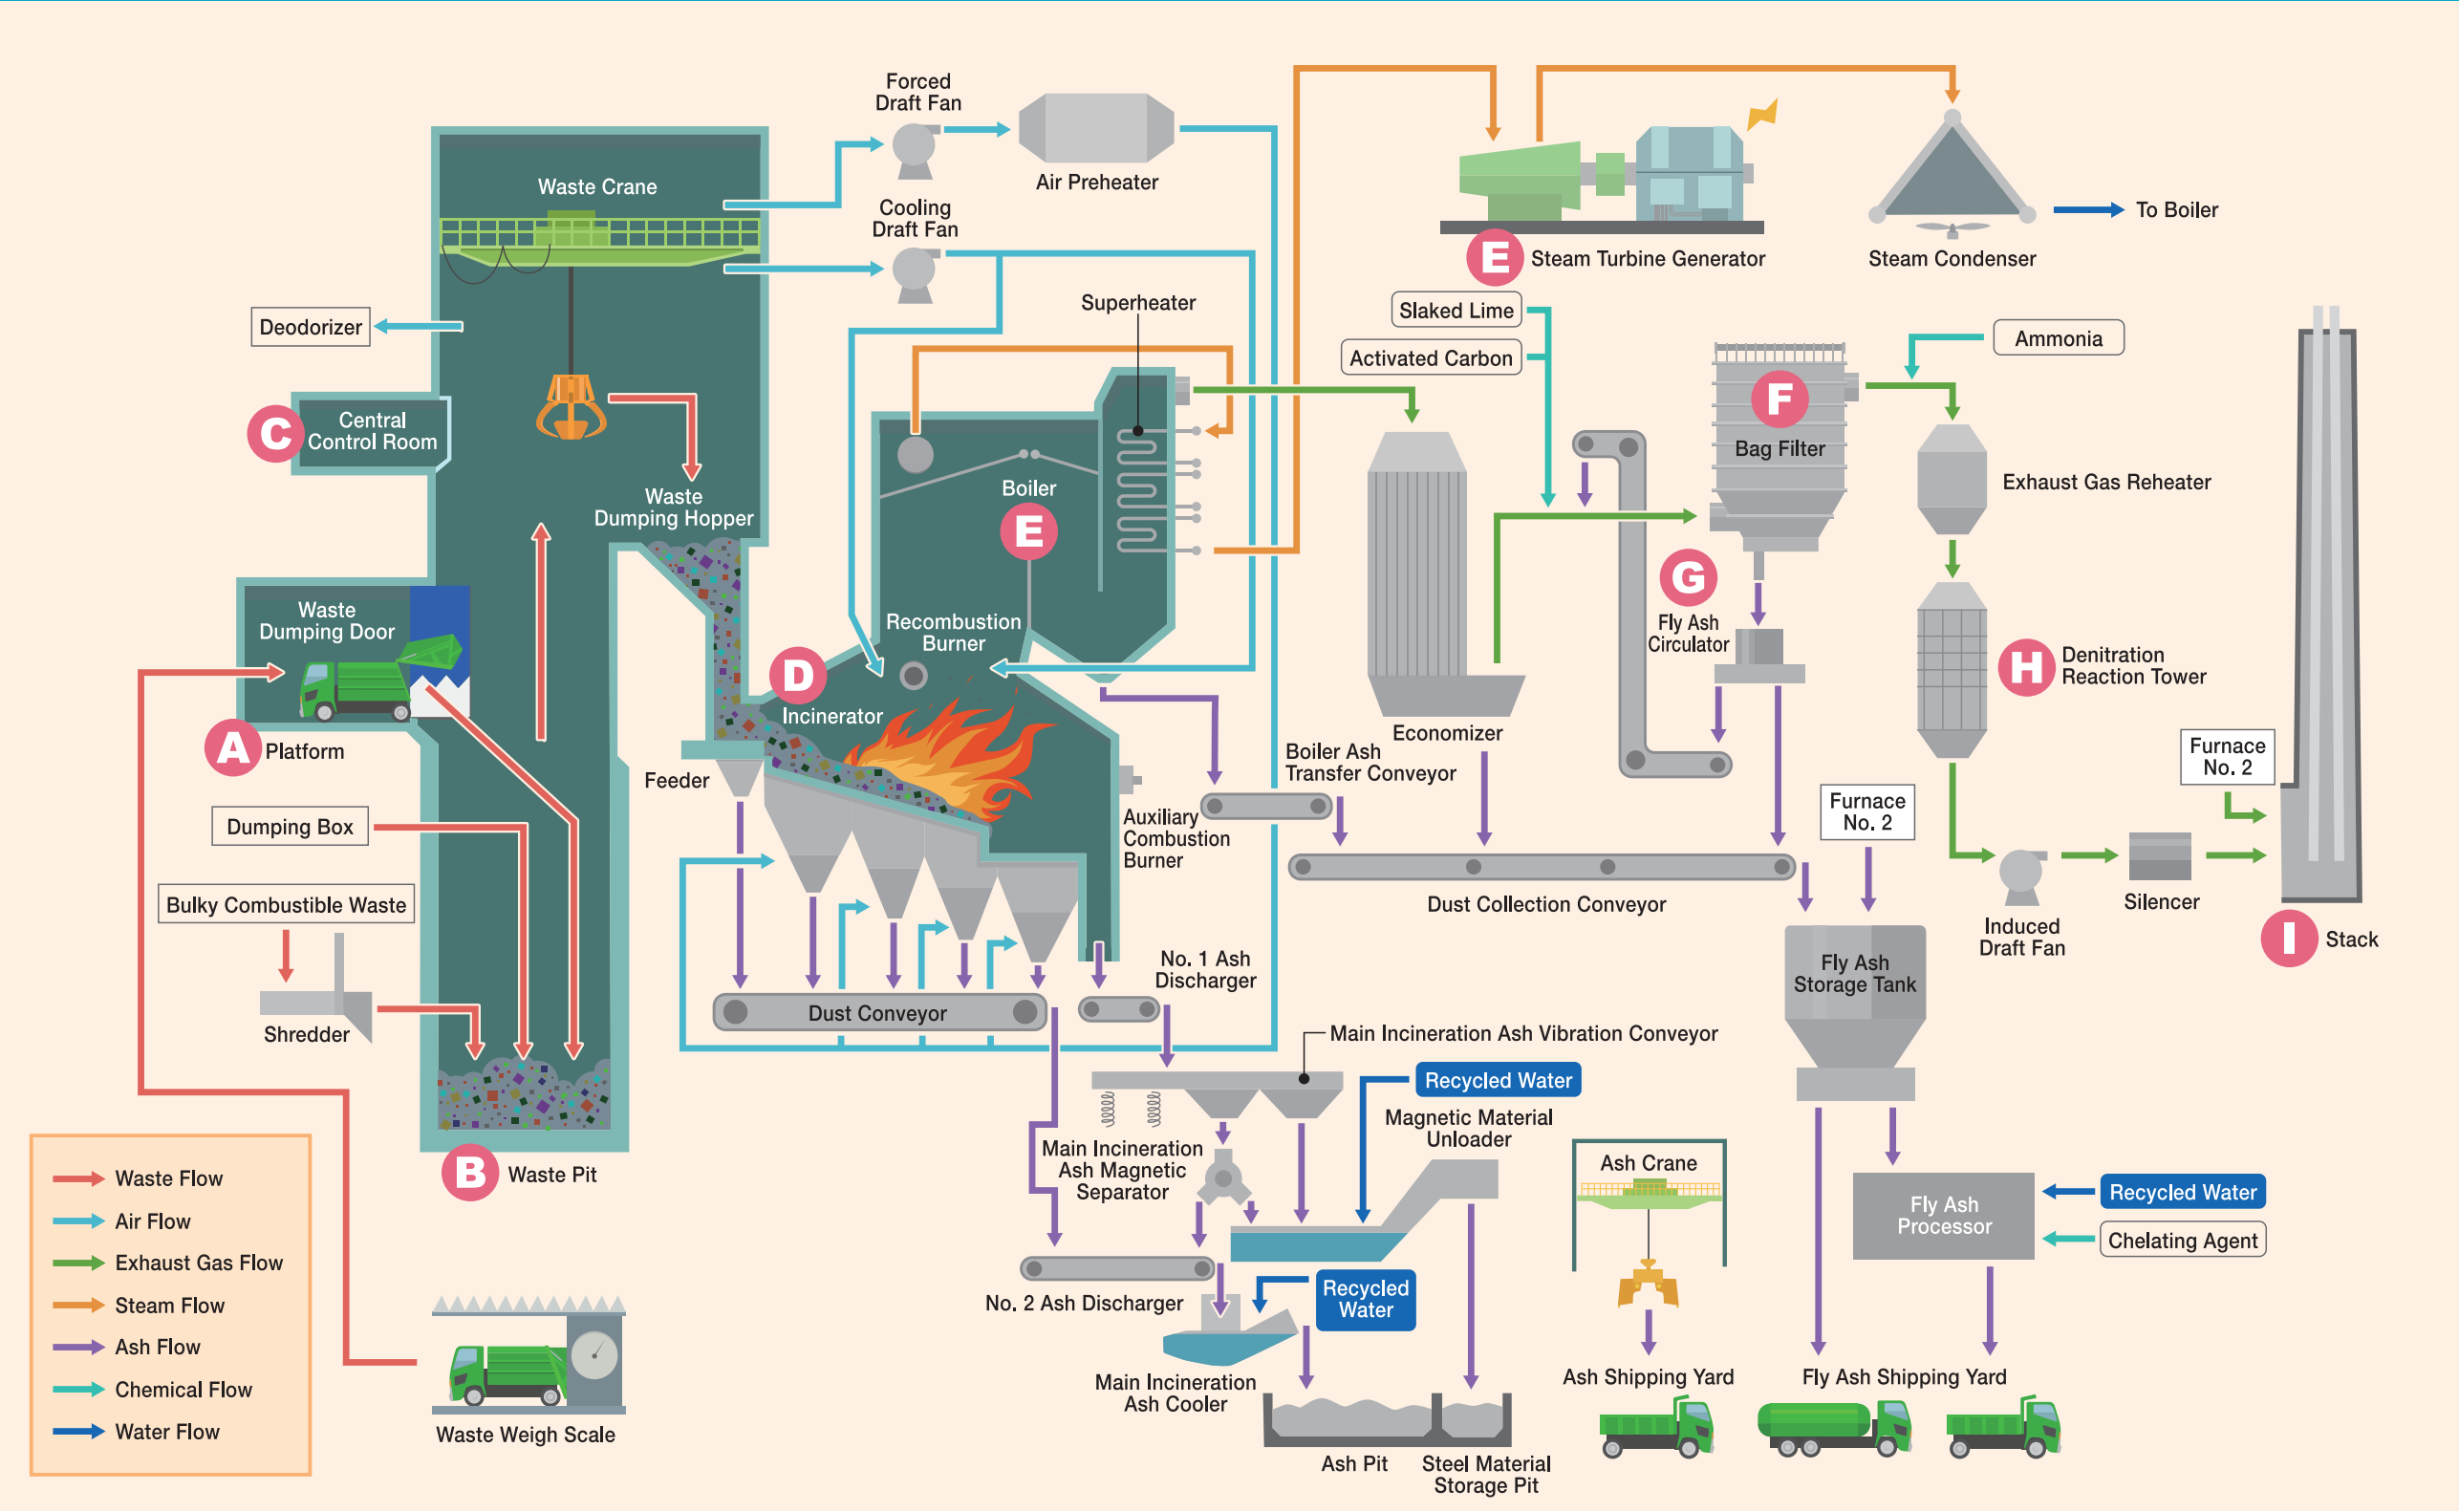 Forced
Draft Fan
Air Preheater
Waste Crane
Cooling
Draft Fan
To Boiler
E
Steam Turbine Generator
Steam Condenser
Superheater
Slaked Lime
Activated Carbon
Ammonia
Deodorizer
C
Central
Control Room
F
Bag Filter
Waste
Dumping Hopper
Boiler
E
Exhaust Gas Reheater
G
Fly Ash
Circulator
Waste
Dumping Door
Recombustion
Burner
D
Incinerator
H
Denitration
Reaction Tower
A
Platform
Economizer
Feeder
Boiler Ash
Transfer Conveyor
Furnace
No. 2
Furnace
No. 2
Dumping Box
Auxiliary
Combustion
Burner
Bulky Combustible Waste
Dust Collection Conveyor
Silencer
Induced
Draft Fan
I
Stack
No. 1 Ash
Discharger
Fly Ash
Storage Tank
Dust Conveyor
Shredder
Main Incineration Ash Vibration Conveyor
Recycled Water
Magnetic Material
Unloader
Main Incineration
Ash Magnetic
Separator
Ash Crane
B
Waste Pit
Fly Ash
Processor
Recycled Water
Chelating Agent
Waste Flow
Air Flow
Exhaust Gas Flow
Steam Flow
Ash Flow
Chemical Flow
Water Flow
No. 2 Ash Discharger
Recycled
Water
Main Incineration
Ash Cooler
Ash Shipping Yard
Fly Ash Shipping Yard
Waste Weigh Scale
Ash Pit
Steel Material
Storage Pit